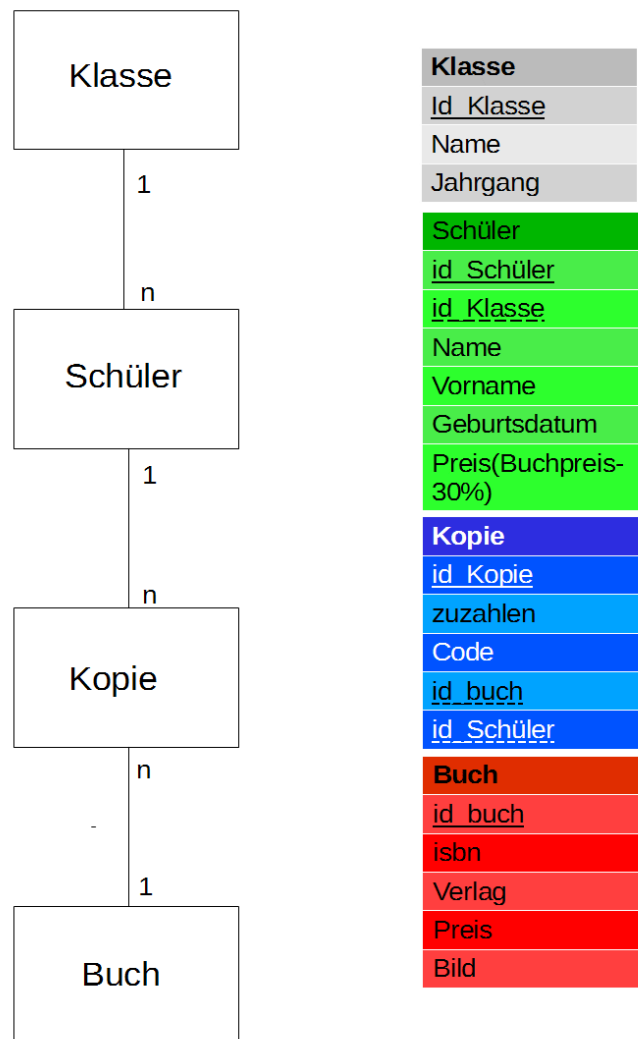 Klasse
1
n
Schüler
1
n
Kopie
n
-
1
Buch
Klasse
Id_Klasse
Name
Jahrgang
Schüler
id_Schüler
id_Klasse
Name
Vorname
Geburtsdatum
Preis(Buchpreis-
30%)
Kopie
id_Kopie
zuzahlen
Code
id_buch
id_Schüler
Buch
id_buch
isbn
Verlag
Preis
Bild